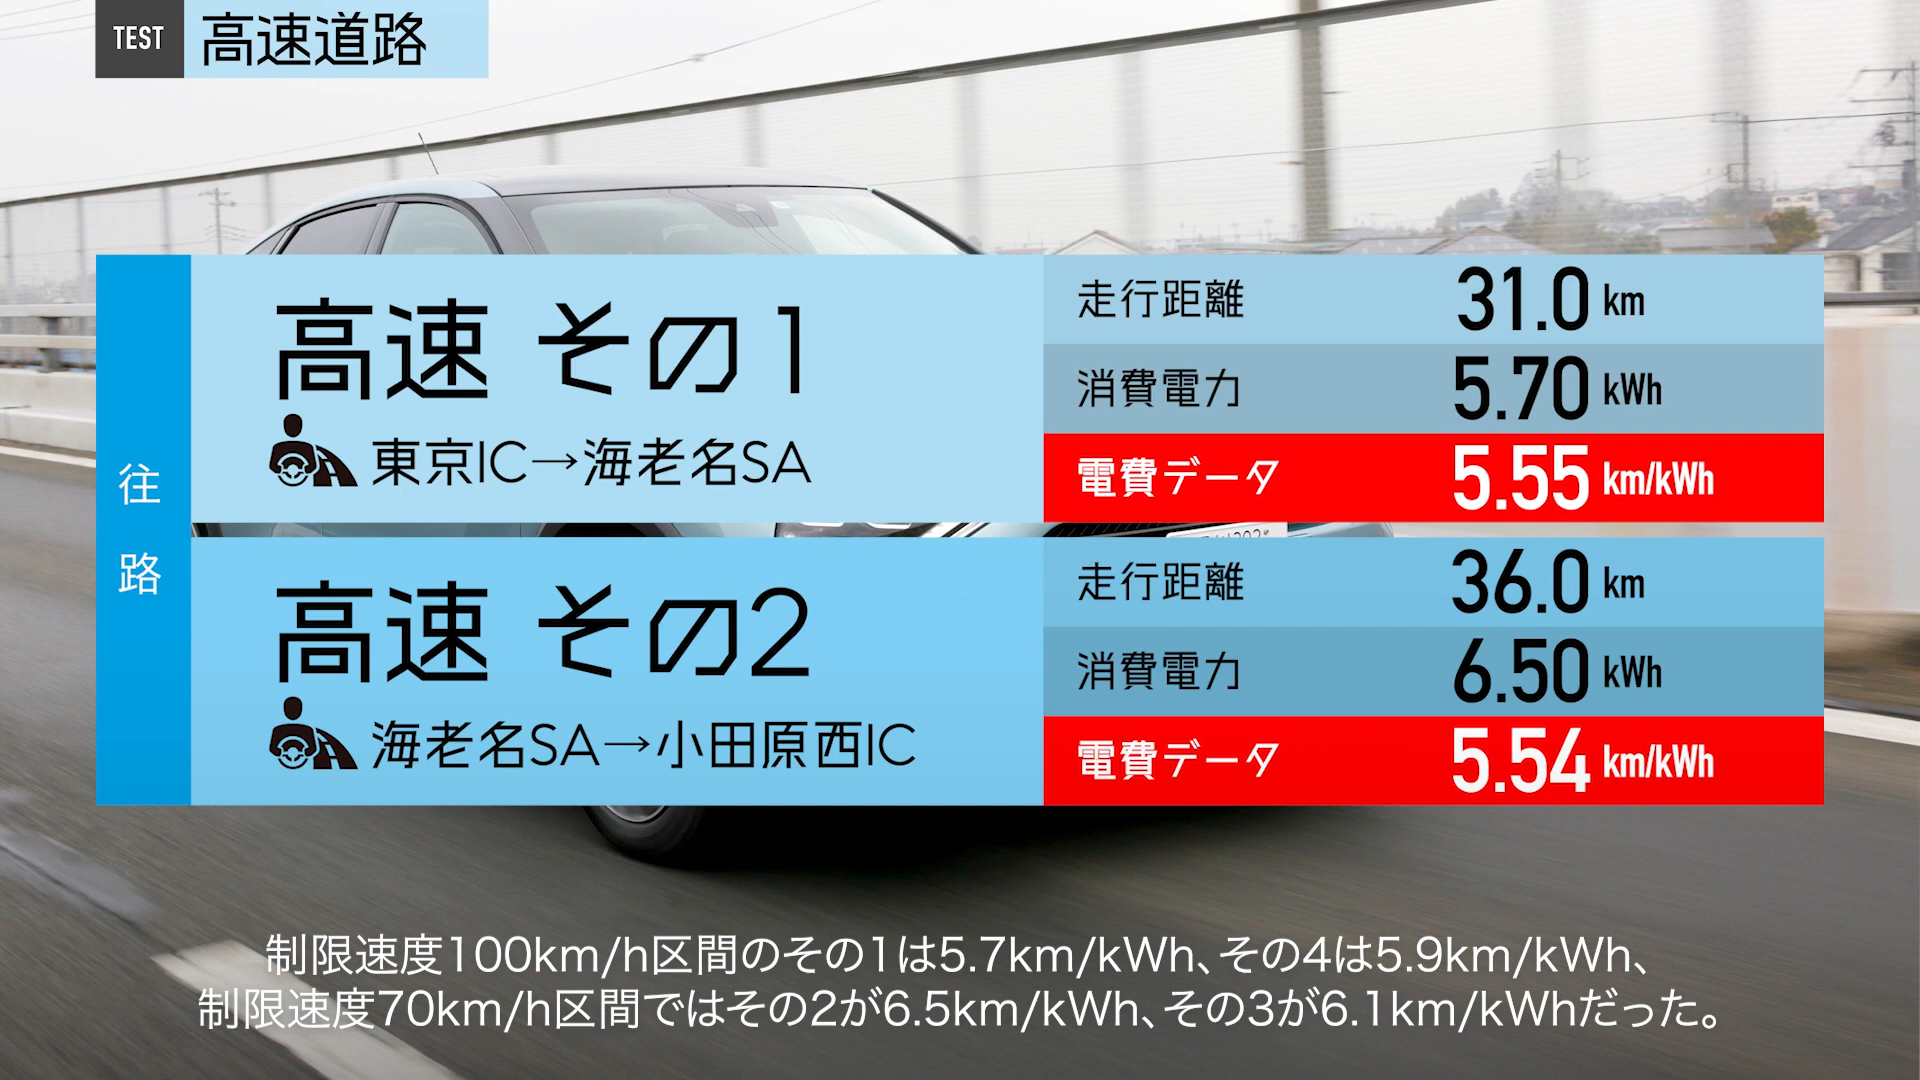 TEST 高速道路
往路
高速 その1
東京IC→海老名SA
走行距離 31.0 km
消費電力 5.70 kWh
電費データ 5.55 km/kWh
高速 その2
海老名SA→小田原西IC
走行距離 36.0 km
消費電力 6.50 kWh
電費データ 5.54 km/kWh
制限速度100km/h区間のその1は5.7km/kWh、その4は5.9km/kWh、
制限速度70km/h区間ではその2が6.5km/kWh、その3が6.1km/kWhだった。